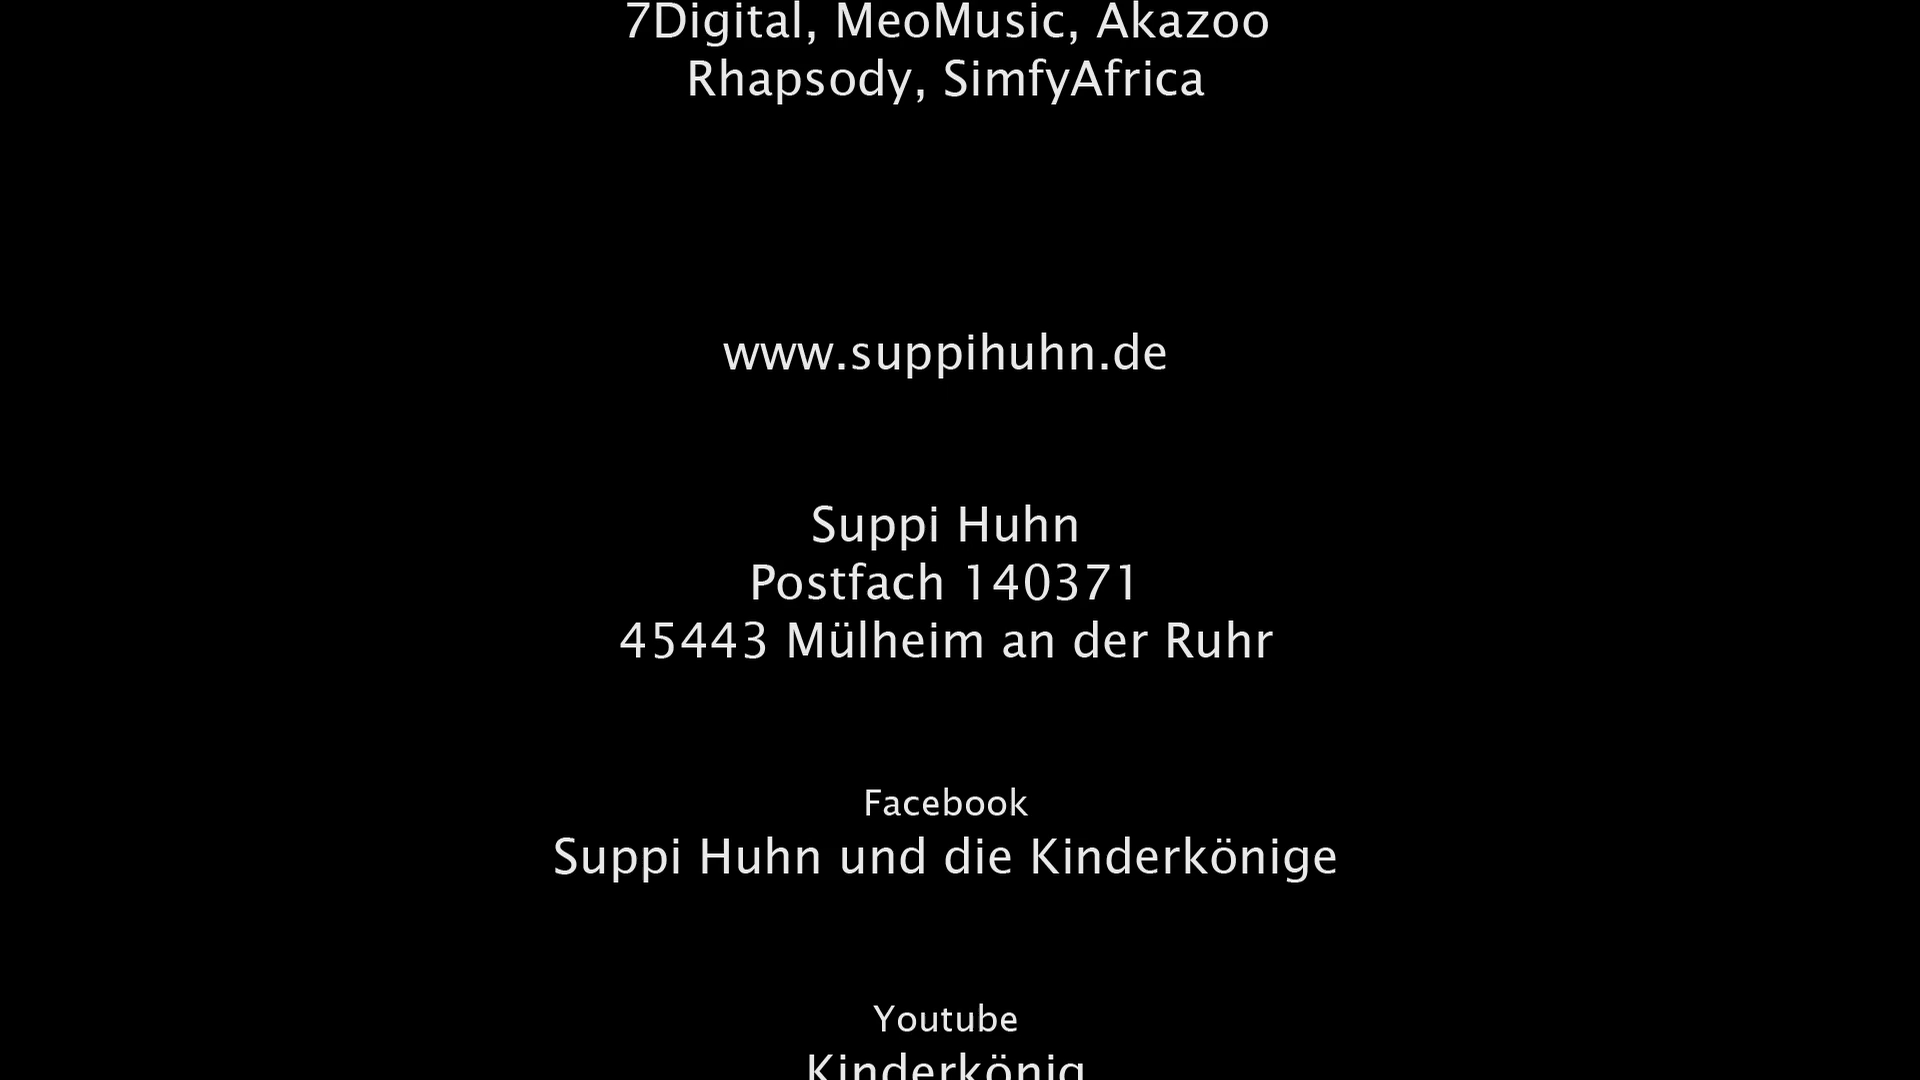 7Digital, MeoMusic, Akazoo
Rhapsody, SimfyAfrica
www.suppihuhn.de
Suppi Huhn
Postfach 140371
45443 Mülheim an der Ruhr
Facebook
Suppi Huhn und die Kinderkönige
Youtube
Kinderkönig